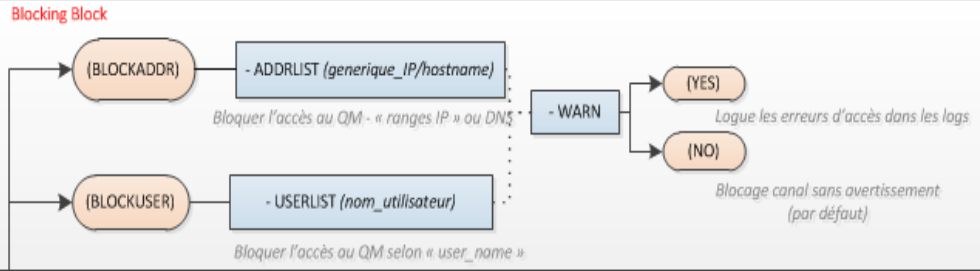 Blocking Block
(BLOCKADDR)
- ADDRLIST (generique_IP/hostname)
Bloquer l'accès au QM - « ranges IP » ou DNS
- WARN
(YES)
Logue les erreurs d'accès dans les logs
(NO)
Blocage canal sans avertissement
(par défaut)
(BLOCKUSER)
- USERLIST (nom_utilisateur)
Bloquer l'accès au QM selon « user_name »